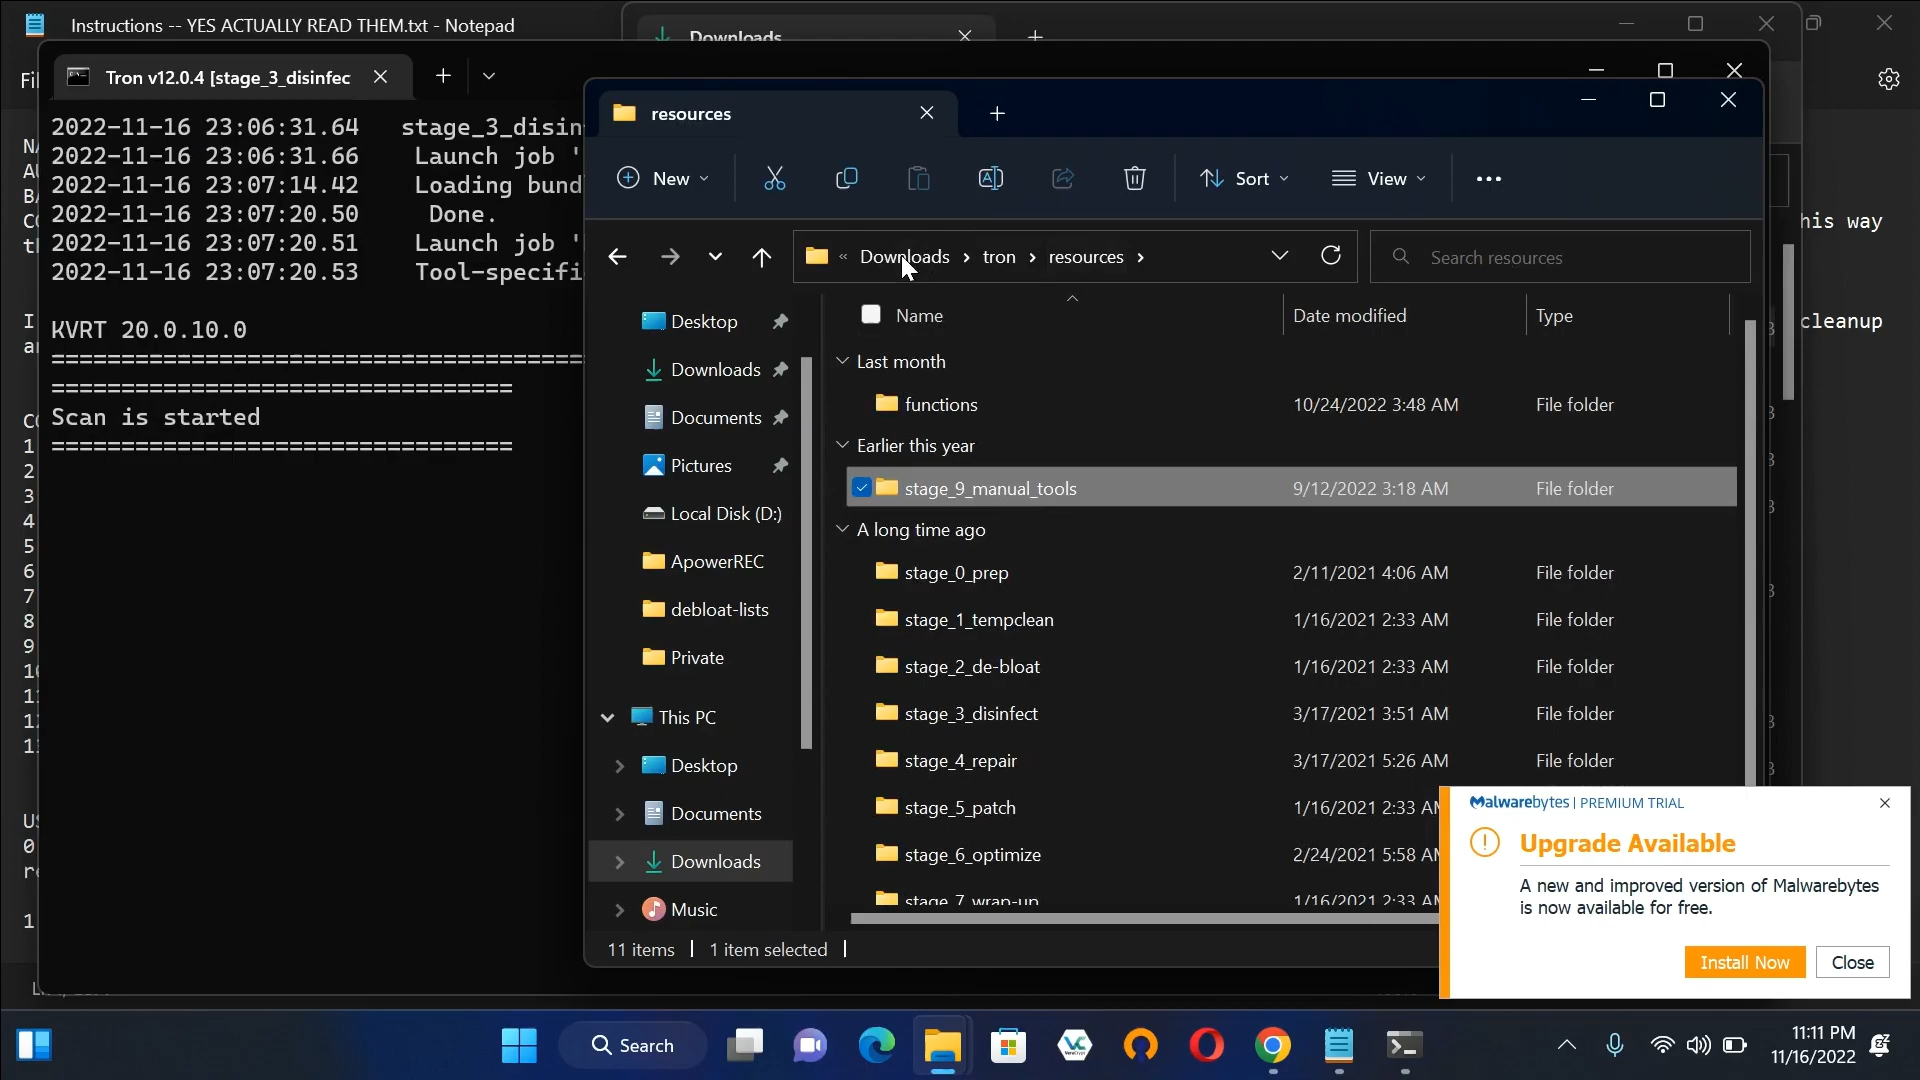 Instructions -- YES ACTUALLY READ THEM.txt - Notepad
Downloads
Tron v12.0.4 [stage_3_disinfec
2022-11-16 23:06:31.64 stage_3_disin
2022-11-16 23:06:31.66 Launch job '
2022-11-16 23:07:14.42 Loading bund
2022-11-16 23:07:20.50 Done.
2022-11-16 23:07:20.51 Launch job '
2022-11-16 23:07:20.53 Tool-specifi
KVRT 20.0.10.0
Scan is started
his way
cleanup
resources
New
Sort
View
« Downloads › tron › resources ›
Search resources
Name Date modified Type
Desktop
Downloads
Documents
Pictures
Local Disk (D:)
ApowerREC
debloat-lists
Private
This PC
Desktop
Documents
Downloads
Music
Last month
functions 10/24/2022 3:48 AM File folder
Earlier this year
stage_9_manual_tools 9/12/2022 3:18 AM File folder
A long time ago
stage_0_prep 2/11/2021 4:06 AM File folder
stage_1_tempclean 1/16/2021 2:33 AM File folder
stage_2_de-bloat 1/16/2021 2:33 AM File folder
stage_3_disinfect 3/17/2021 3:51 AM File folder
stage_4_repair 3/17/2021 5:26 AM File folder
stage_5_patch 1/16/2021 2:33 AM
stage_6_optimize 2/24/2021 5:58 AM
stage_7_wrap-up 1/16/2021 2:33 AM
11 items 1 item selected
Malwarebytes | PREMIUM TRIAL
Upgrade Available
A new and improved version of Malwarebytes
is now available for free.
Install Now Close
Search
11:11 PM
11/16/2022